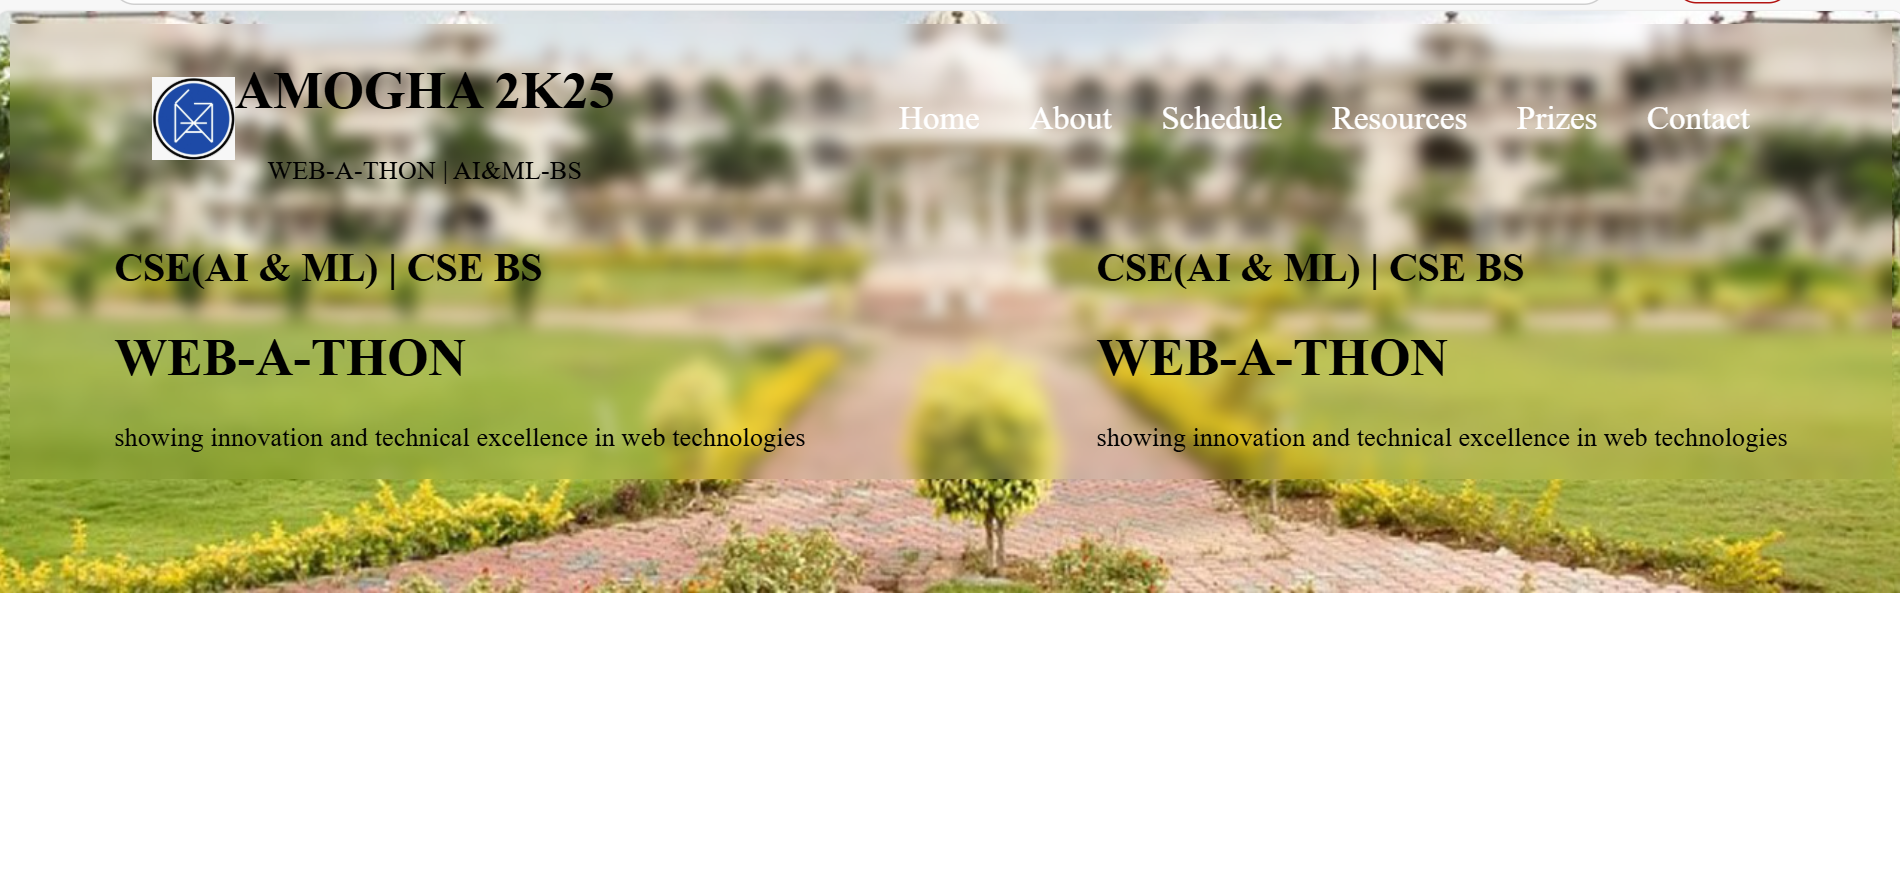 AMOGHA 2K25
WEB-A-THON | AI&ML-BS
Home About Schedule Resources Prizes Contact
CSE(AI & ML) | CSE BS
WEB-A-THON
showing innovation and technical excellence in web technologies
CSE(AI & ML) | CSE BS
WEB-A-THON
showing innovation and technical excellence in web technologies